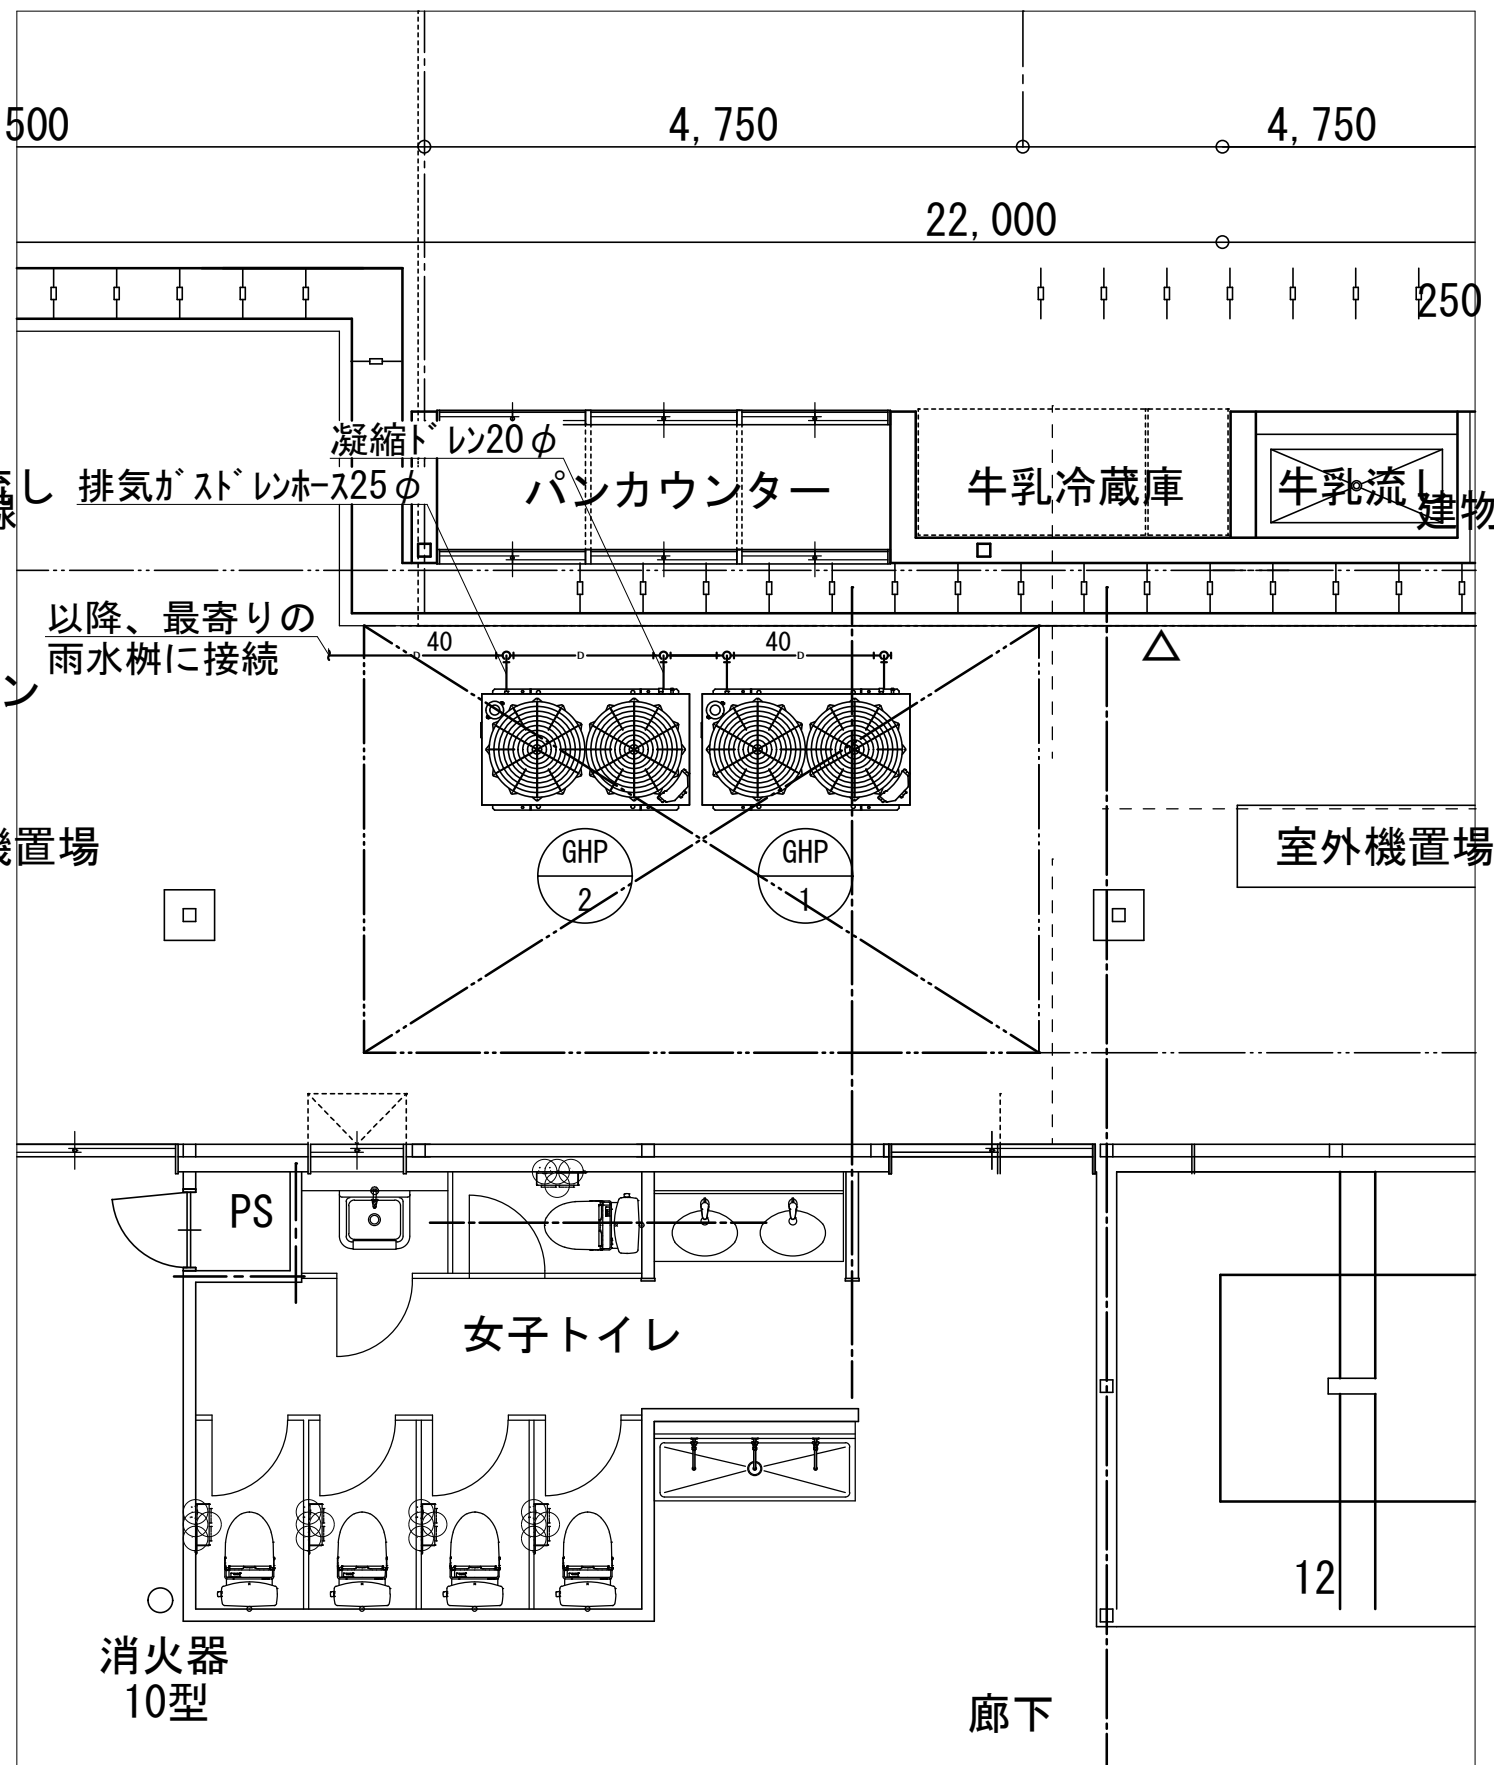 500
4,750
4,750
22,000
250
凝縮ドレン20φ
流し
排気ガスドレンホース25φ
パンカウンター
牛乳冷蔵庫
牛乳流し
建物
線
以降、最寄りの
雨水桝に接続
40
40
D
D
D
ン
機置場
GHP
2
GHP
1
室外機置場
PS
女子トイレ
12
消火器
10型
廊下